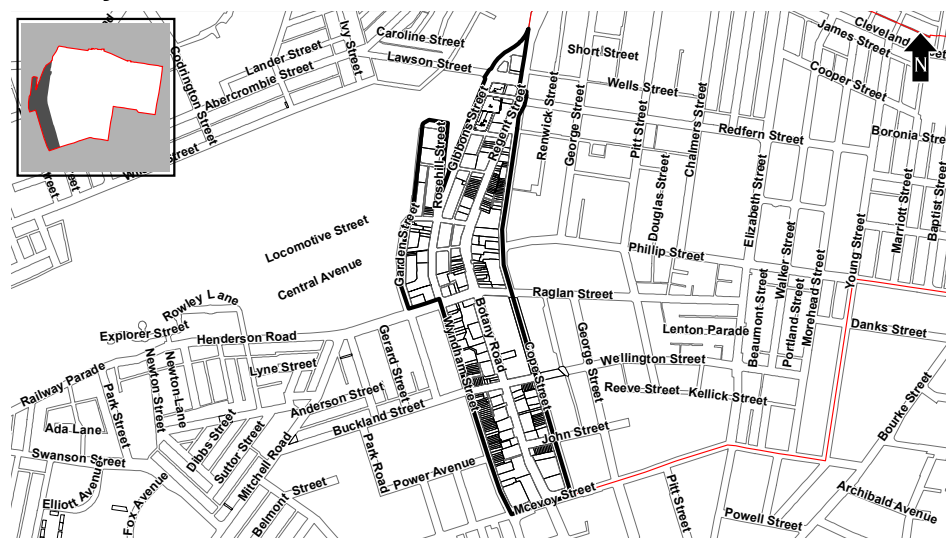 Ivy Street
Caroline Street
Lawson Street
Lander Street
Abercrombie Street
Codrington Street
Short Street
Wells Street
Cleveland Street
James Street
Cooper Street
N
Boronia Street
Redfern Street
Renwick Street
George Street
Pitt Street
Chalmers Street
Regent Street
Gibbons Street
Rosehill Street
Garden Street
Douglas Street
Elizabeth Street
Walker Street
Young Street
Marriott Street
Baptist Street
Phillip Street
Locomotive Street
Central Avenue
Raglan Street
Rowley Lane
Explorer Street
Henderson Road
Lyne Street
Railway Parade
Newton Street
Newton Lane
Park Street
Gerard Street
Wyndham Street
Botany Road
Cope Street
George Street
Lenton Parade
Beaumont Street
Portland Street
Morehead Street
Danks Street
Wellington Street
Reeve Street
Kellick Street
Anderson Street
Buckland Street
Bourke Street
Ada Lane
Dibbs Street
Suttor Street
Mitchell Road
Park Road
John Street
Swanson Street
Power Avenue
Elliott Avenue
Fox Avenue
Belmont Street
Mcevoy Street
Pitt Street
Powell Street
Archibald Avenue